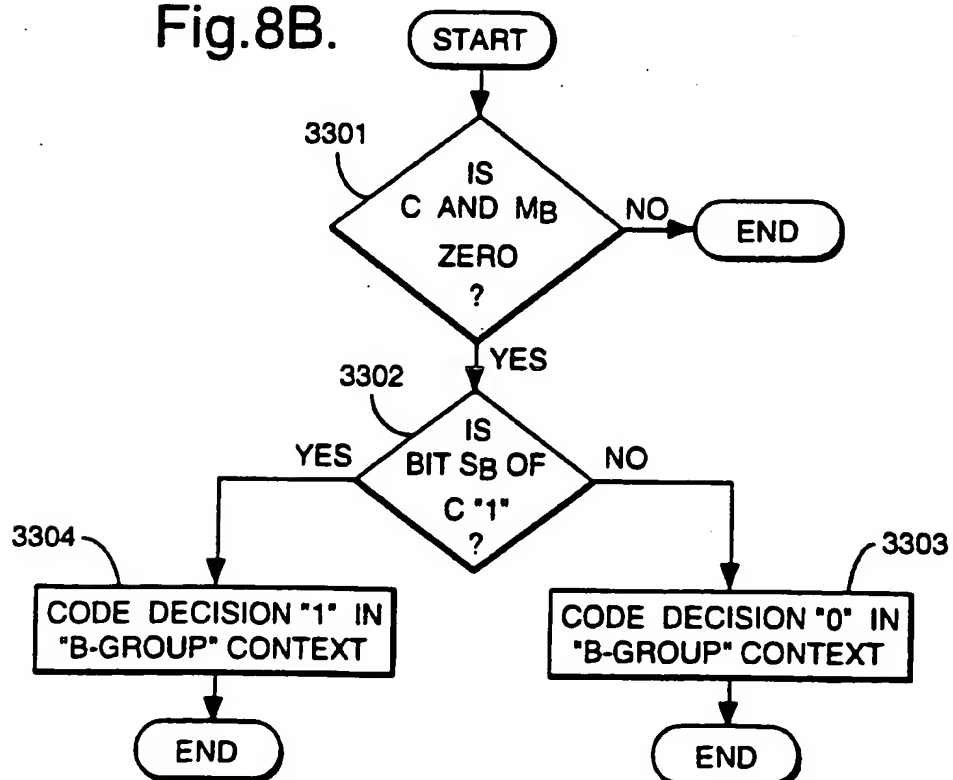 Fig.8B.
START
3301
IS
C AND MB
ZERO
?
NO
END
YES
3302
IS
BIT SB OF
C "1"
?
YES
NO
3304
3303
CODE DECISION "1" IN
"B-GROUP" CONTEXT
CODE DECISION "0" IN
"B-GROUP" CONTEXT
END
END